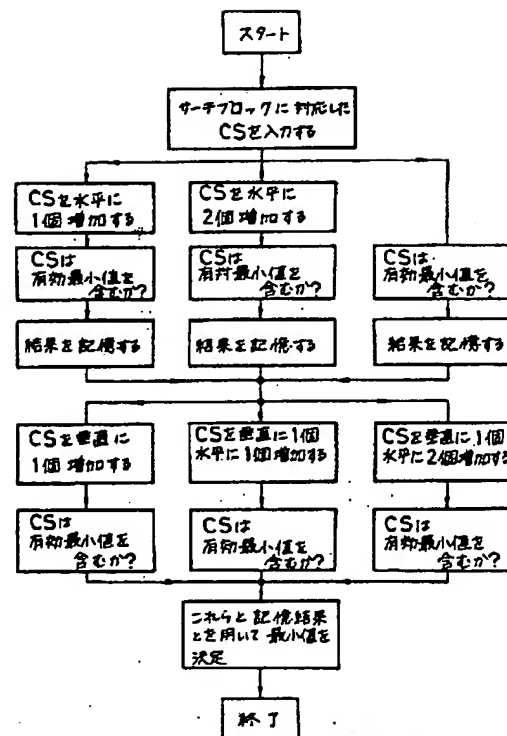 スタート
サーチブロックに対応した
CSを入力する
CSを水平に
1個増加する
CSを水平に
2個増加する
CSは
有効最小値を
含むか?
CSは
有対最小値を
含むか?
CSは
有効最小値を
含むか?
結果を記憶する
結果を記憶する
結果を記憶する
CSを垂直に
1個増加する
CSを垂直に1個
水平に1個増加する
CSを垂直に1個
水平に2個増加する
CSは
有効最小値を
含むか?
CSは
有効最小値を
含むか?
CSは
有効最小値を
含むか?
これらと記憶結果
とを用いて最小値を
決定
終了